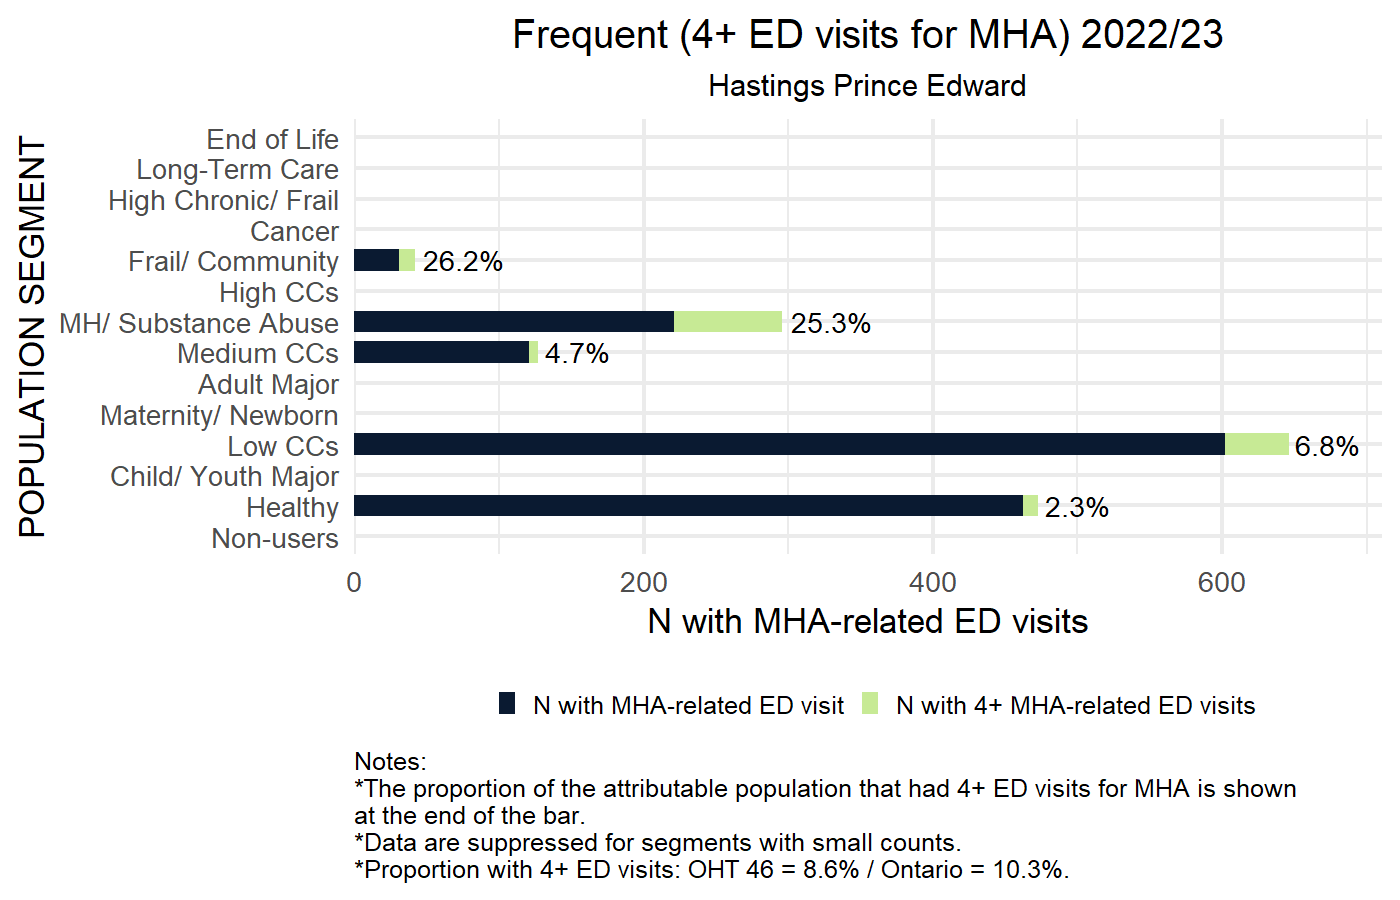 Frequent (4+ ED visits for MHA) 2022/23
Hastings Prince Edward
POPULATION SEGMENT
End of Life
Long-Term Care
High Chronic/ Frail
Cancer
Frail/ Community 26.2%
High CCs
MH/ Substance Abuse 25.3%
Medium CCs 4.7%
Adult Major
Maternity/ Newborn
Low CCs 6.8%
Child/ Youth Major
Healthy 2.3%
Non-users
0 200 400 600
N with MHA-related ED visits
N with MHA-related ED visit N with 4+ MHA-related ED visits
Notes:
*The proportion of the attributable population that had 4+ ED visits for MHA is shown
at the end of the bar.
*Data are suppressed for segments with small counts.
*Proportion with 4+ ED visits: OHT 46 = 8.6% / Ontario = 10.3%.